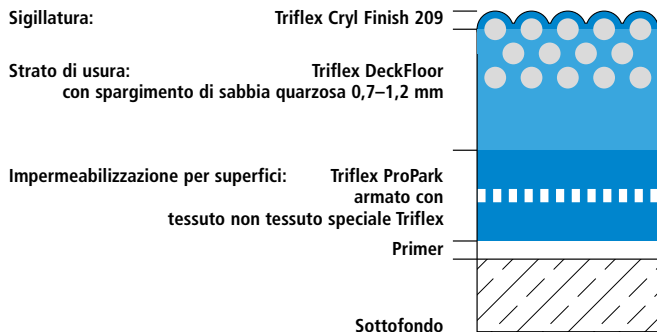 Sigillatura: Triflex Cryl Finish 209
Strato di usura: Triflex DeckFloor
con spargimento di sabbia quarzosa 0,7–1,2 mm
Impermeabilizzazione per superfici: Triflex ProPark
armato con
tessuto non tessuto speciale Triflex
Primer
Sottofondo